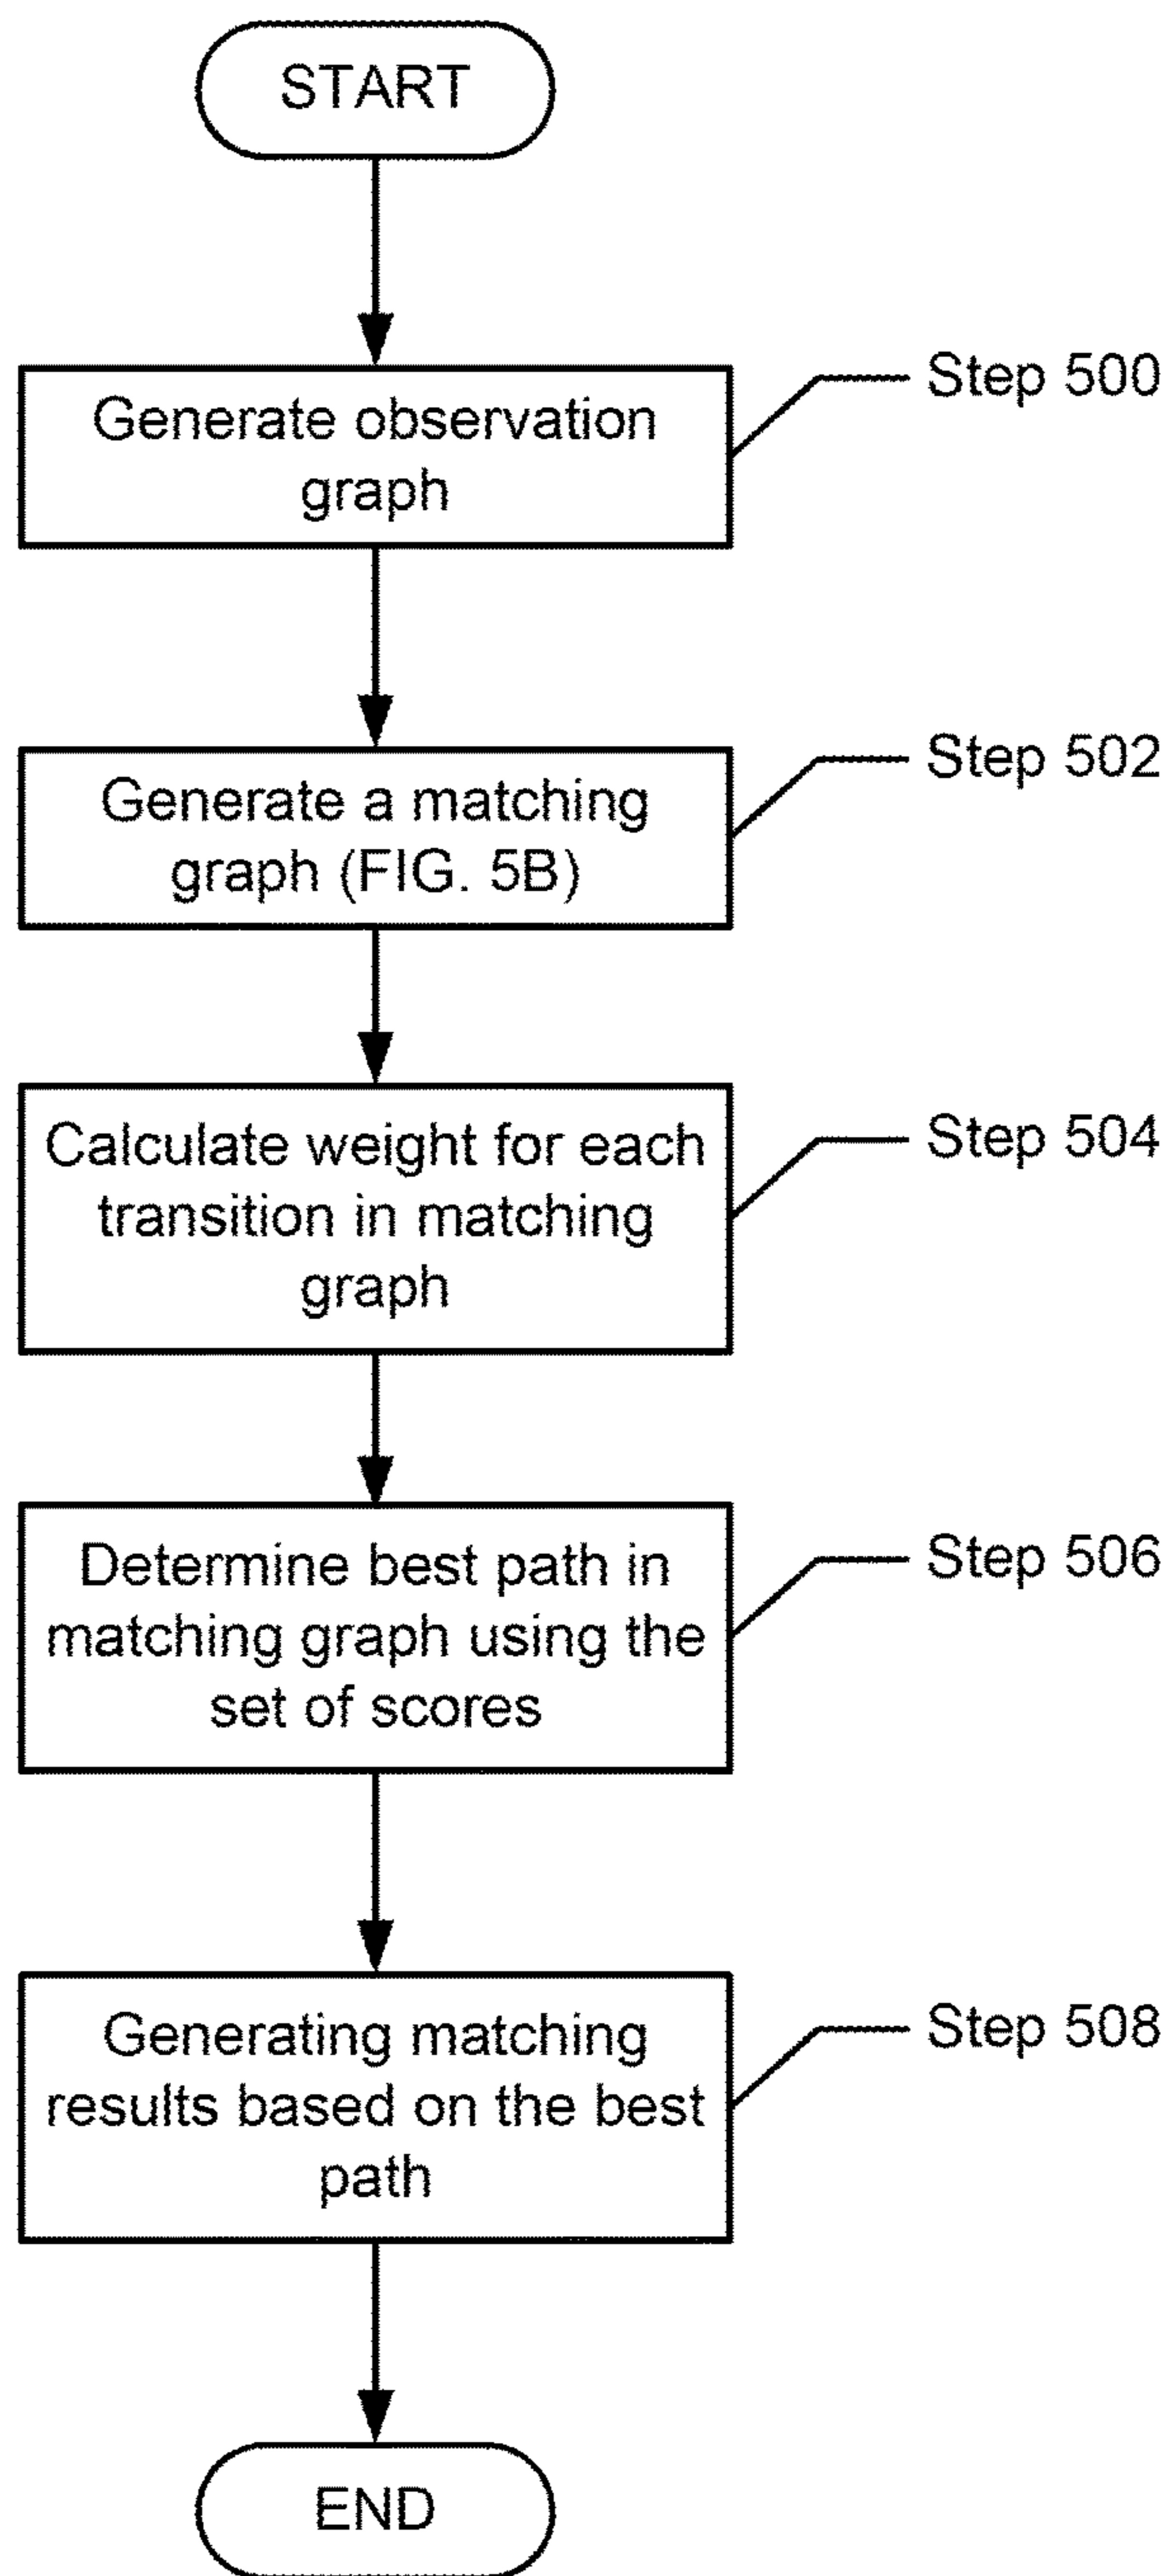 START
Generate observation
graph
Step 500
Generate a matching
graph (FIG. 5B)
Step 502
Calculate weight for each
transition in matching
graph
Step 504
Determine best path in
matching graph using the
set of scores
Step 506
Generating matching
results based on the best
path
Step 508
END